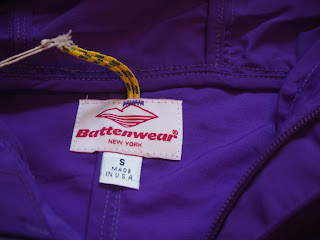 Battenwear®
NEW YORK
S
MADE
IN U.S.A.